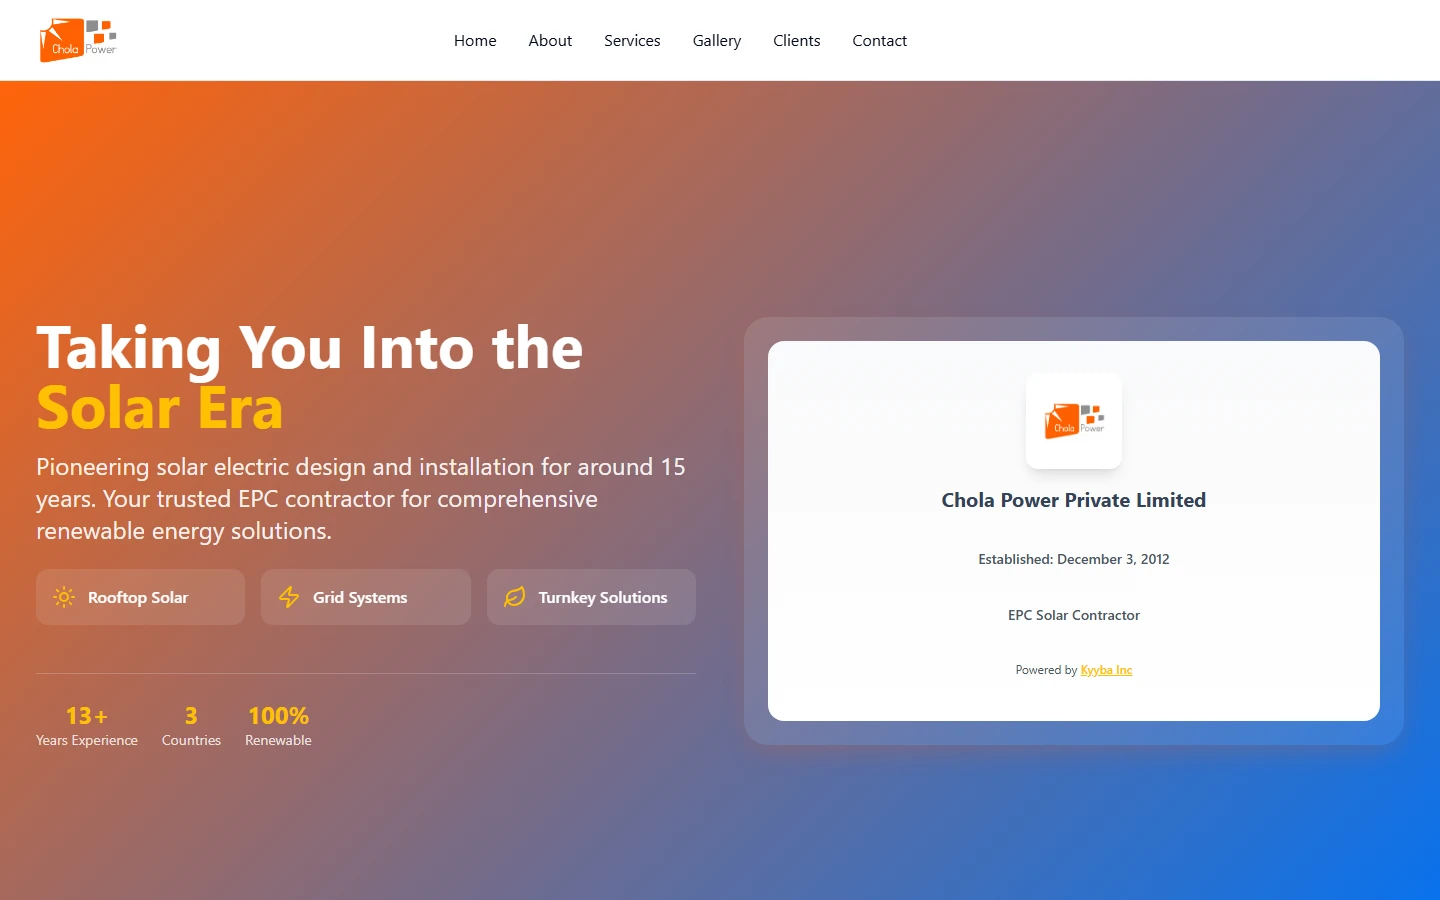 Chola Power
Home
About
Services
Gallery
Clients
Contact
Taking You Into the
Solar Era
Pioneering solar electric design and installation for around 15
years. Your trusted EPC contractor for comprehensive
renewable energy solutions.
Rooftop Solar
Grid Systems
Turnkey Solutions
13+
Years Experience
3
Countries
100%
Renewable
Chola Power
Chola Power Private Limited
Established: December 3, 2012
EPC Solar Contractor
Powered by Kyyba Inc